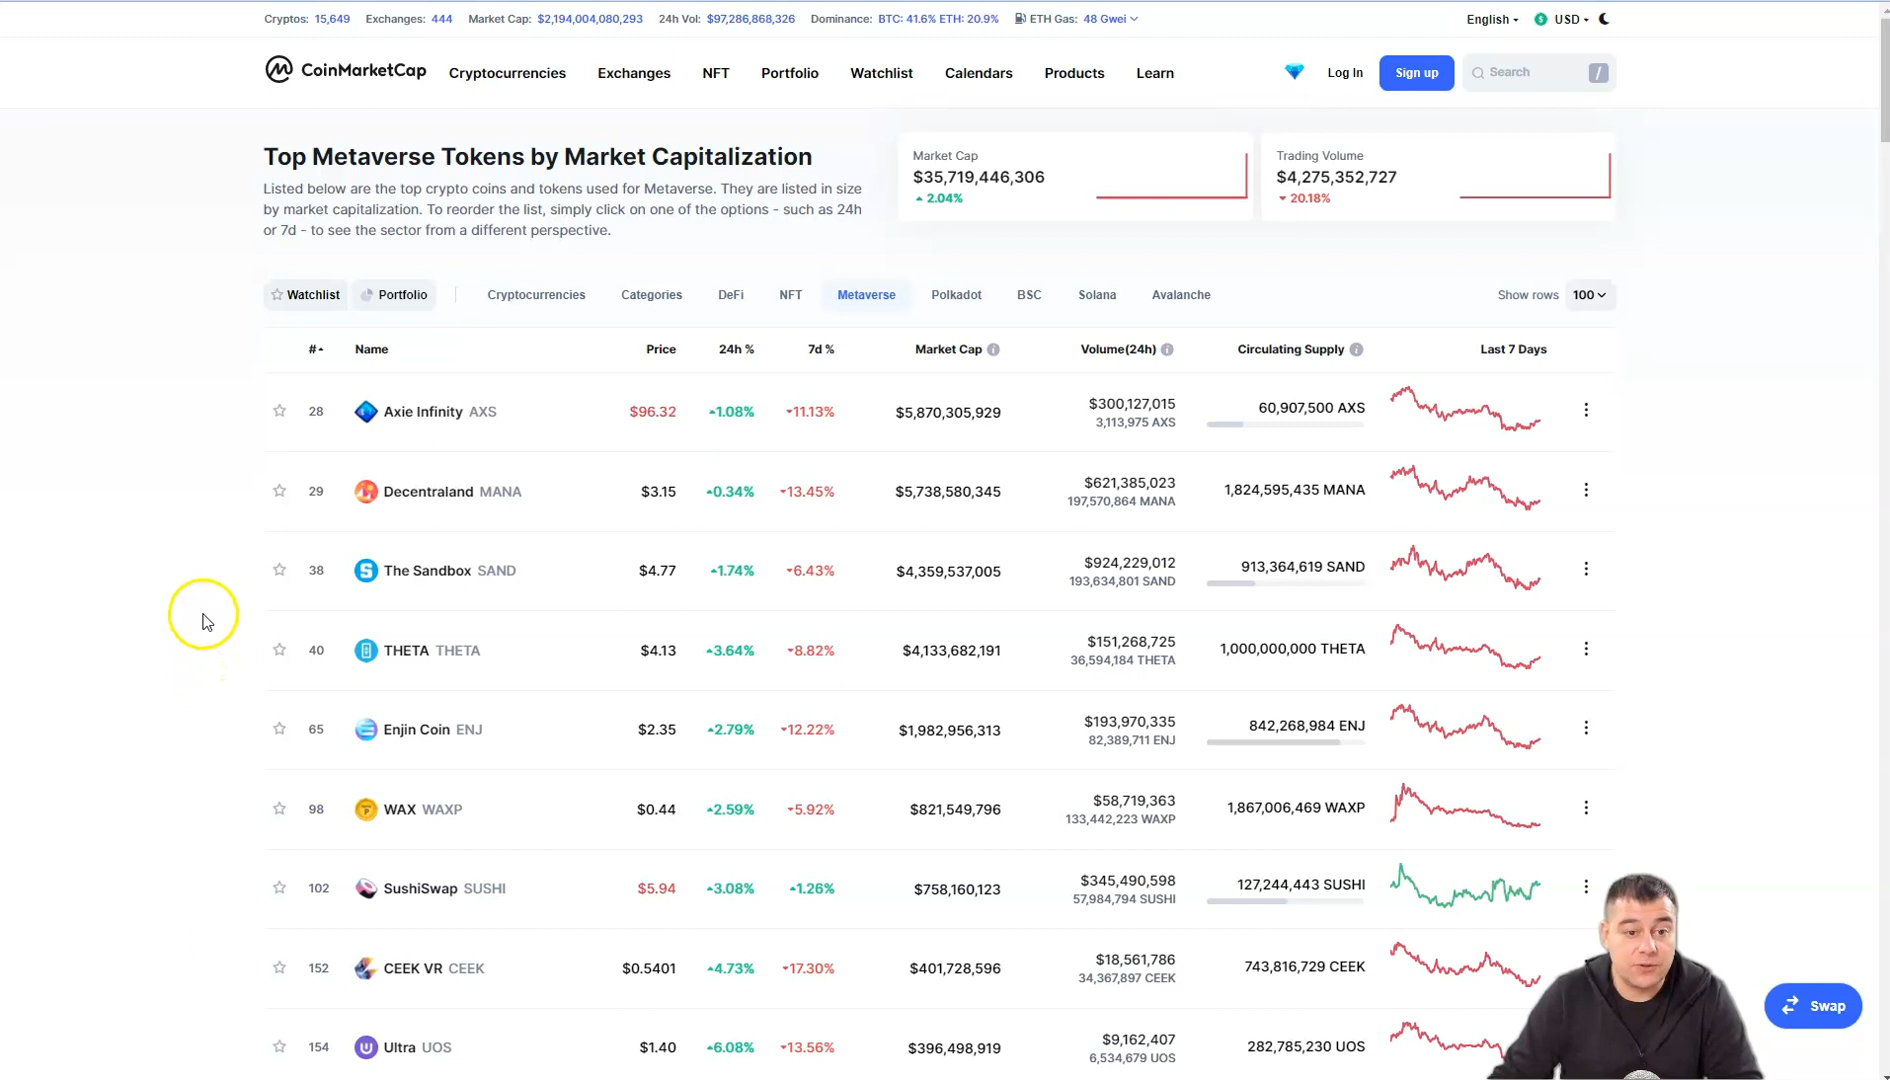 Cryptos: 15,649 Exchanges: 444 Market Cap: $2,194,004,080,293 24h Vol: $97,286,868,326 Dominance: BTC: 41.6% ETH: 20.9% ETH Gas: 48 Gwei English USD
CoinMarketCap Cryptocurrencies Exchanges NFT Portfolio Watchlist Calendars Products Learn Log In Sign up Search /
Top Metaverse Tokens by Market Capitalization
Listed below are the top crypto coins and tokens used for Metaverse. They are listed in size
by market capitalization. To reorder the list, simply click on one of the options - such as 24h
or 7d - to see the sector from a different perspective.
Market Cap
$35,719,446,306
2.04%
Trading Volume
$4,275,352,727
20.18%
Watchlist Portfolio Cryptocurrencies Categories DeFi NFT Metaverse Polkadot BSC Solana Avalanche Show rows 100
# Name Price 24h % 7d % Market Cap Volume(24h) Circulating Supply Last 7 Days
28 Axie Infinity AXS $96.32 1.08% 11.13% $5,870,305,929 $300,127,015 60,907,500 AXS
3,113,975 AXS
29 Decentraland MANA $3.15 0.34% 13.45% $5,738,580,345 $621,385,023 1,824,595,435 MANA
197,570,864 MANA
38 The Sandbox SAND $4.77 1.74% 6.43% $4,359,537,005 $924,229,012 913,364,619 SAND
193,634,801 SAND
40 THETA THETA $4.13 3.64% 8.82% $4,133,682,191 $151,268,725 1,000,000,000 THETA
36,594,184 THETA
65 Enjin Coin ENJ $2.35 2.79% 12.22% $1,982,956,313 $193,970,335 842,268,984 ENJ
82,389,711 ENJ
98 WAX WAXP $0.44 2.59% 5.92% $821,549,796 $58,719,363 1,867,006,469 WAXP
133,442,223 WAXP
102 SushiSwap SUSHI $5.94 3.08% 1.26% $758,160,123 $345,490,598 127,244,443 SUSHI
57,984,794 SUSHI
152 CEEK VR CEEK $0.5401 4.73% 17.30% $401,728,596 $18,561,786 743,816,729 CEEK
34,367,897 CEEK
Swap
154 Ultra UOS $1.40 6.08% 13.56% $396,498,919 $9,162,407 282,785,230 UOS
6,534,679 UOS